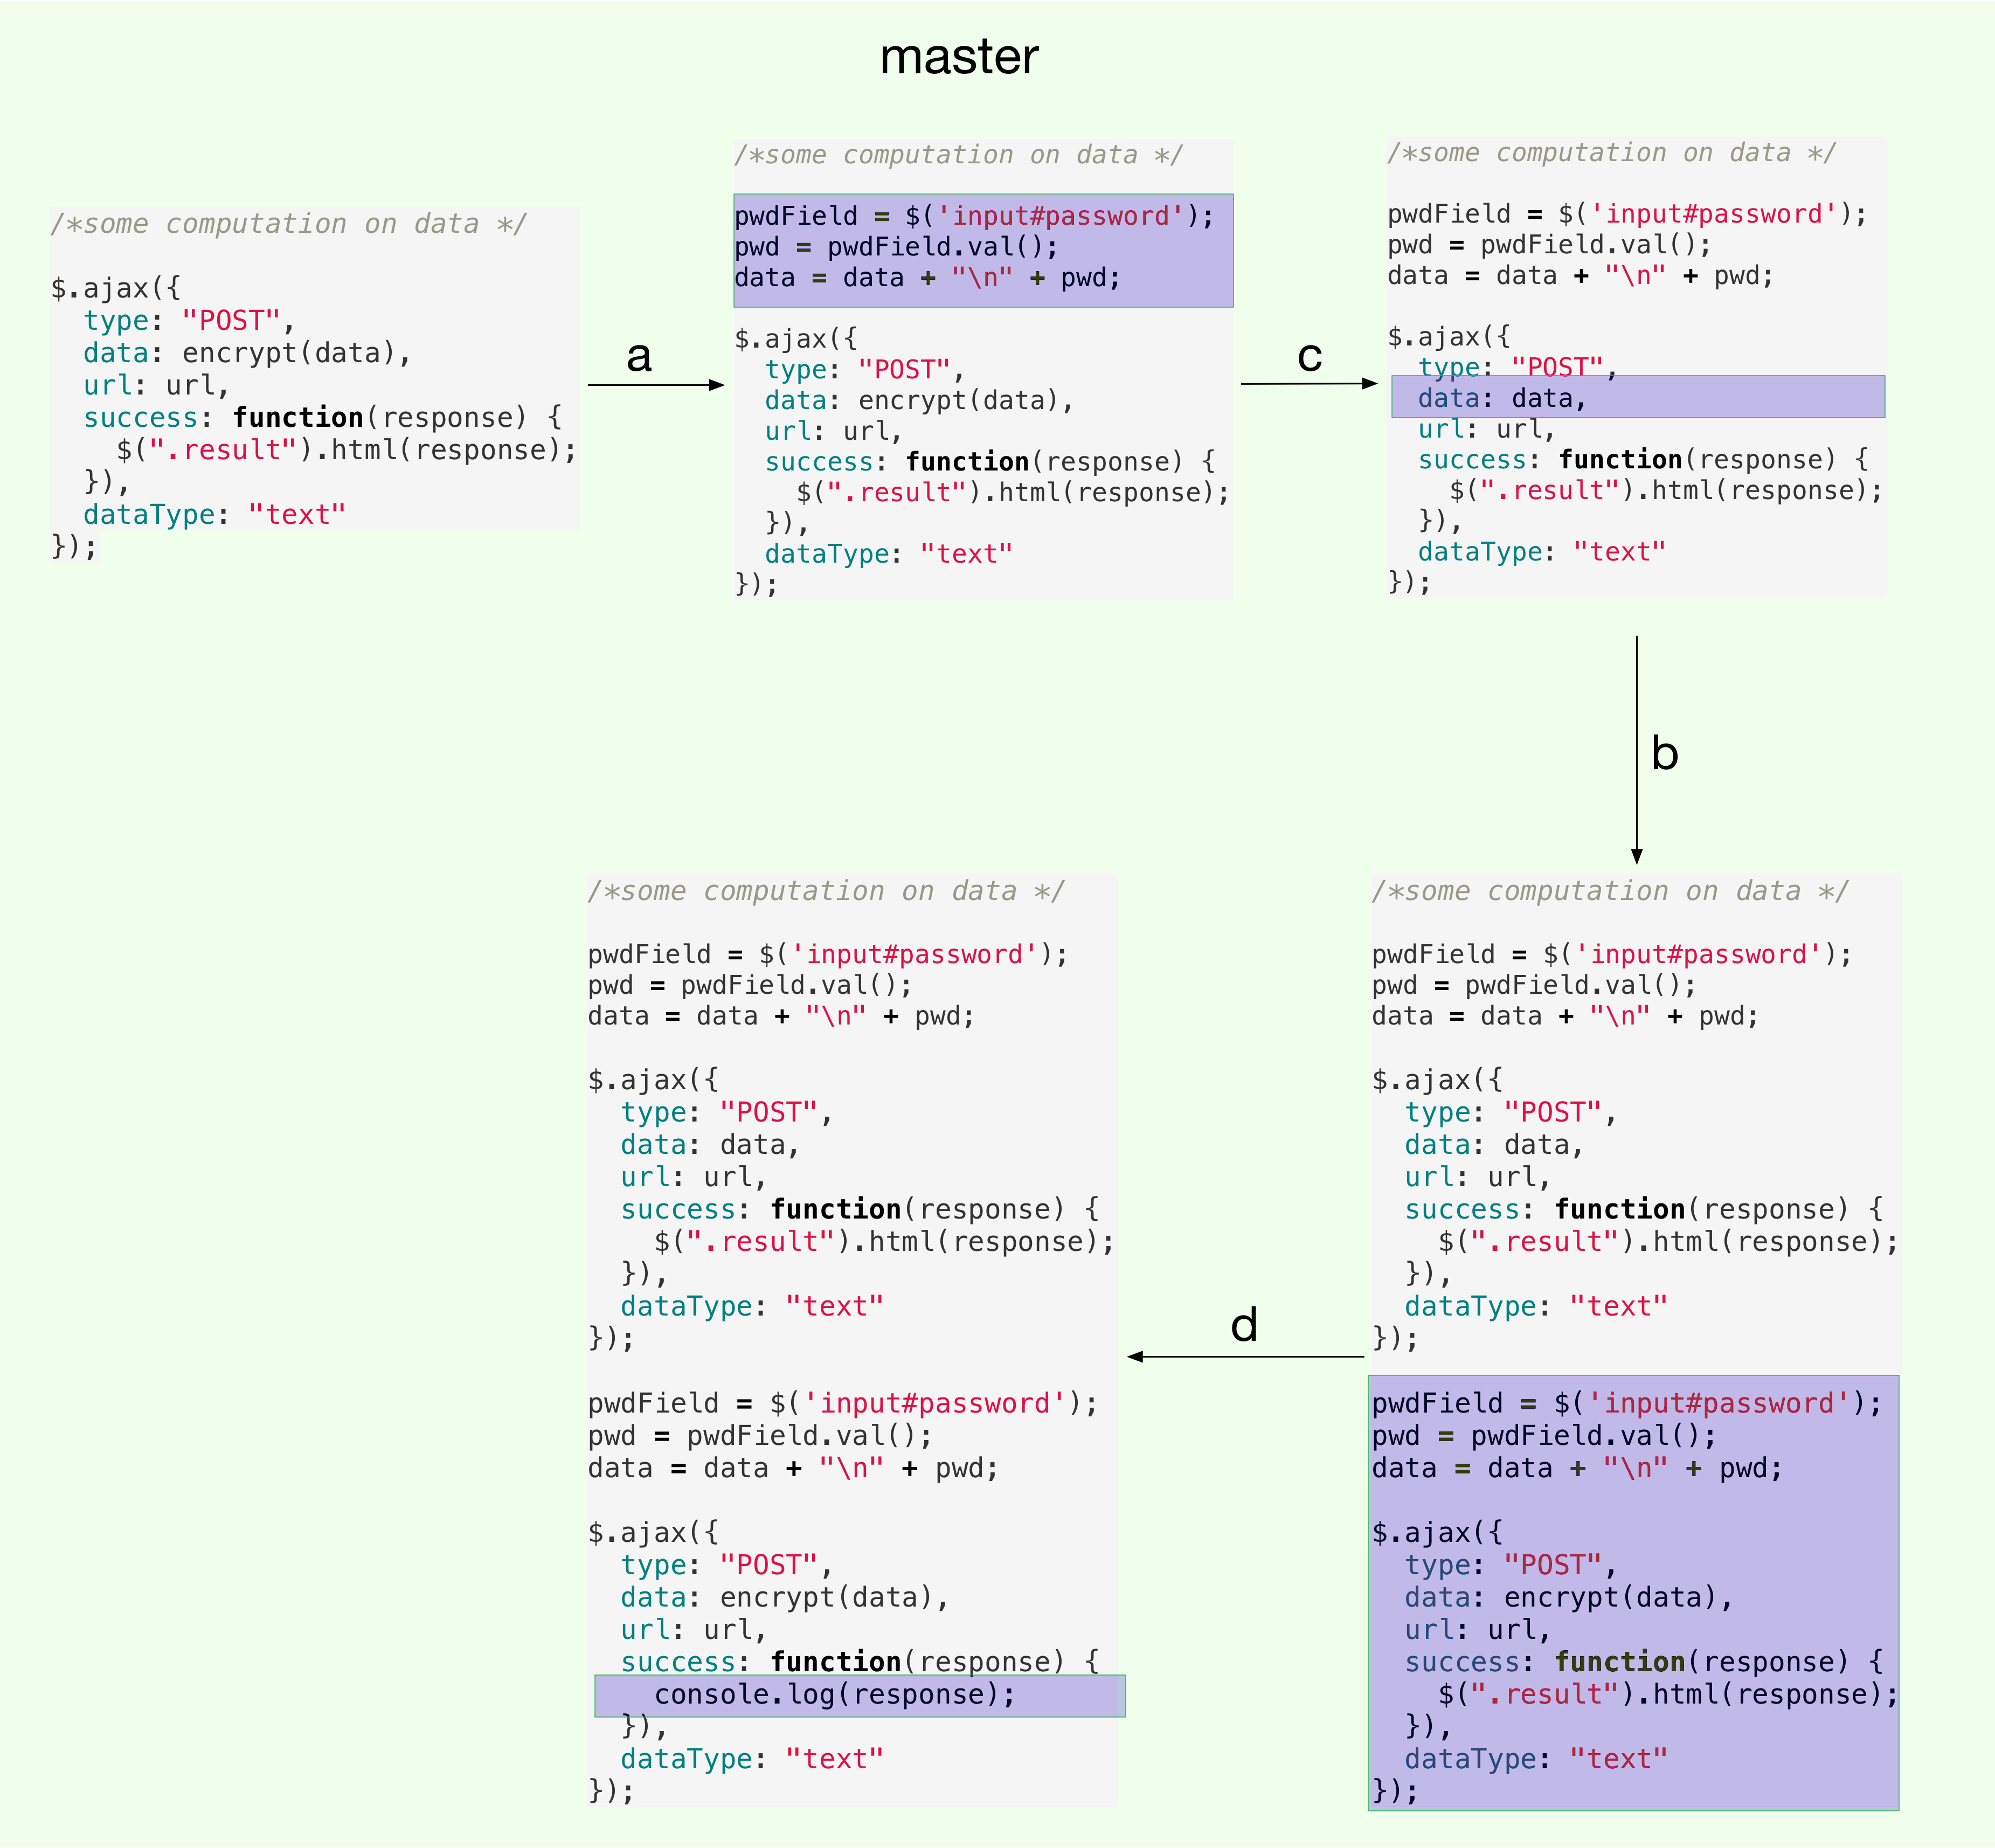 master
/*some computation on data */
$.ajax({
  type: "POST",
  data: encrypt(data),
  url: url,
  success: function(response) {
    $(".result").html(response);
  }),
  dataType: "text"
});
a
/*some computation on data */
pwdField = $('input#password');
pwd = pwdField.val();
data = data + "\n" + pwd;
$.ajax({
  type: "POST",
  data: encrypt(data),
  url: url,
  success: function(response) {
    $(".result").html(response);
  }),
  dataType: "text"
});
c
/*some computation on data */
pwdField = $('input#password');
pwd = pwdField.val();
data = data + "\n" + pwd;
$.ajax({
  type: "POST",
  data: data,
  url: url,
  success: function(response) {
    $(".result").html(response);
  }),
  dataType: "text"
});
b
/*some computation on data */
pwdField = $('input#password');
pwd = pwdField.val();
data = data + "\n" + pwd;
$.ajax({
  type: "POST",
  data: data,
  url: url,
  success: function(response) {
    $(".result").html(response);
  }),
  dataType: "text"
});
pwdField = $('input#password');
pwd = pwdField.val();
data = data + "\n" + pwd;
$.ajax({
  type: "POST",
  data: encrypt(data),
  url: url,
  success: function(response) {
    $(".result").html(response);
  }),
  dataType: "text"
});
d
/*some computation on data */
pwdField = $('input#password');
pwd = pwdField.val();
data = data + "\n" + pwd;
$.ajax({
  type: "POST",
  data: data,
  url: url,
  success: function(response) {
    $(".result").html(response);
  }),
  dataType: "text"
});
pwdField = $('input#password');
pwd = pwdField.val();
data = data + "\n" + pwd;
$.ajax({
  type: "POST",
  data: encrypt(data),
  url: url,
  success: function(response) {
    console.log(response);
  }),
  dataType: "text"
});